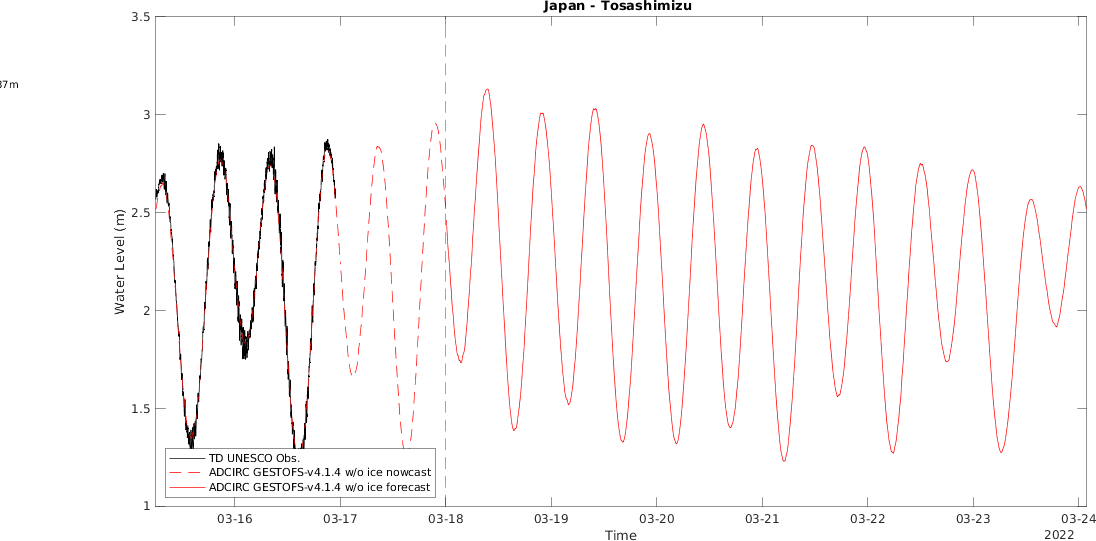 Japan - Tosashimizu
37m
3.5
3
2.5
2
1.5
1
Water Level (m)
TD UNESCO Obs.
ADCIRC GESTOFS-v4.1.4 w/o ice nowcast
ADCIRC GESTOFS-v4.1.4 w/o ice forecast
03-16 03-17 03-18 03-19 03-20 03-21 03-22 03-23 03-24
Time
2022